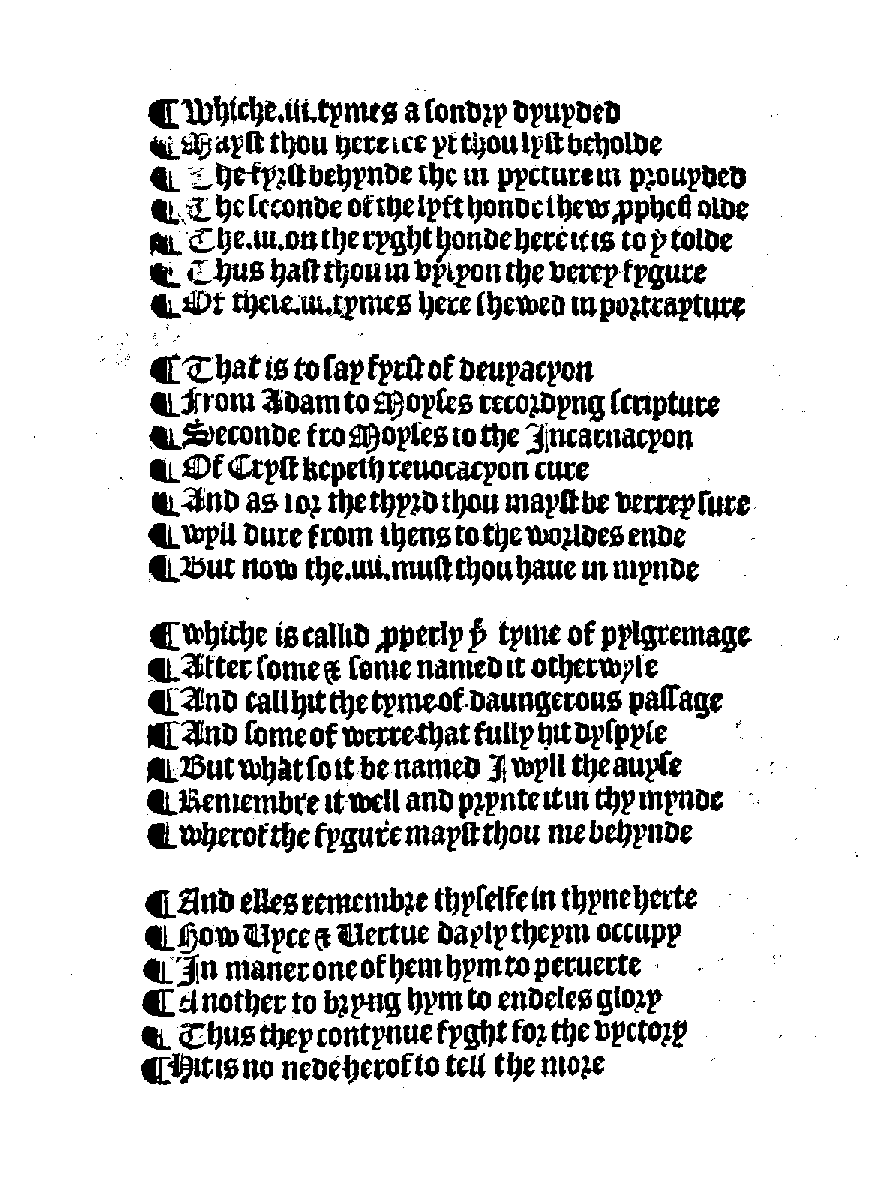 ¶ Whiche .iii. tymes a sondry dyuyded
¶ Mayst thou here ice yf thou lyst beholde
¶ The fyrst behynde the in pycture in prouyded
¶ The seconde of the lyft honde shew ꝓphesi olde
¶ The .iii. on the ryght honde here it is to yͤ tolde
¶ Thus hast thou in vysyon the verey fygure
¶ Of these .iii. tymes here shewed in portrayture

¶ That is to say fyrst of deuyacyon
¶ From Adam to Moyses recordyng scripture
¶ Seconde fro Moyses to the Incarnacyon
¶ Of Cryst kepeth reuocacyon cure
¶ And as for the thyrd thou mayst be verrey sure
¶ wyll dure from thens to the worldes ende
¶ But now the .iiii. must thou haue in mynde

¶ whiche is callid ꝓperly yͤ tyme of pylgremage
¶ After some & some named it otherwyse
¶ And call hit the tyme of daungerous passage
¶ And some of werre that fully hit dyspyse
¶ But what so it be named I wyll the auyse
¶ Remembre it well and prynte it in thy mynde
¶ wherof the fygure mayst thou me behynde

¶ And elles remembre thyselfe in thyne herte
¶ How Vyce & Vertue dayly theym occupy
¶ In maner one of hem hym to peruerte
¶ Another to bryng hym to endeles glory
¶ Thus they contynue fyght for the vyctory
¶ Hit is no nede herof to tell the more